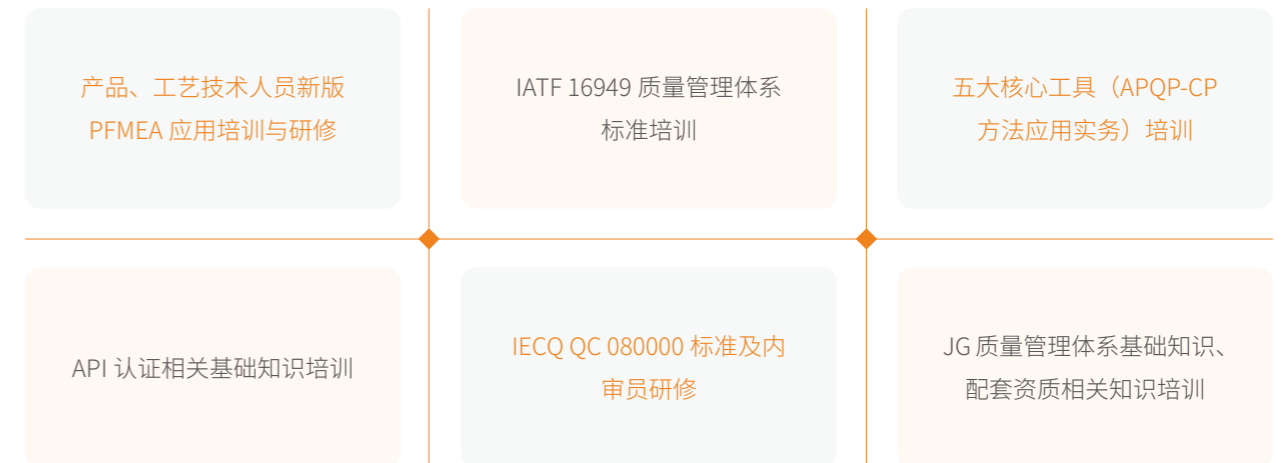 产品、工艺技术人员新版
PFMEA 应用培训与研修
IATF 16949 质量管理体系
标准培训
五大核心工具（APQP-CP
方法应用实务）培训
API 认证相关基础知识培训
IECQ QC 080000 标准及内
审员研修
JG 质量管理体系基础知识、
配套资质相关知识培训